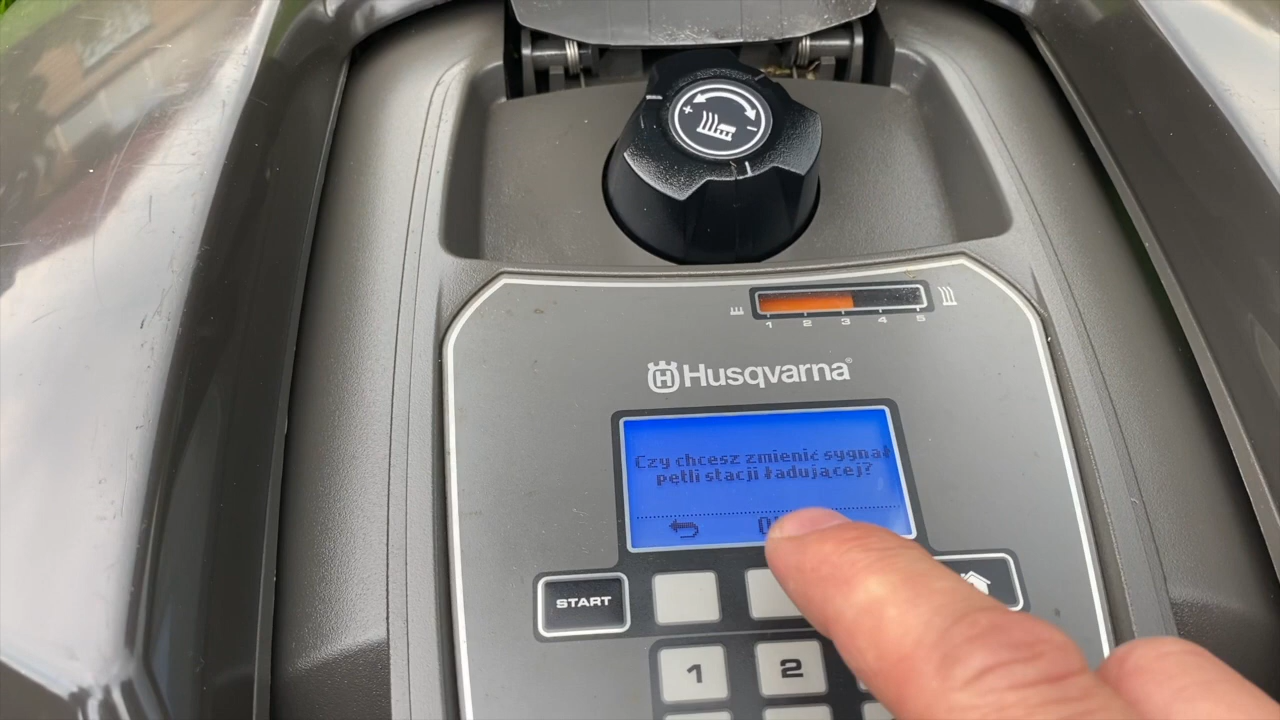 + -
1 2 3 4 5
Husqvarna®
Czy chcesz zmienić sygnał
pętli stacji ładującej?
START
1 2